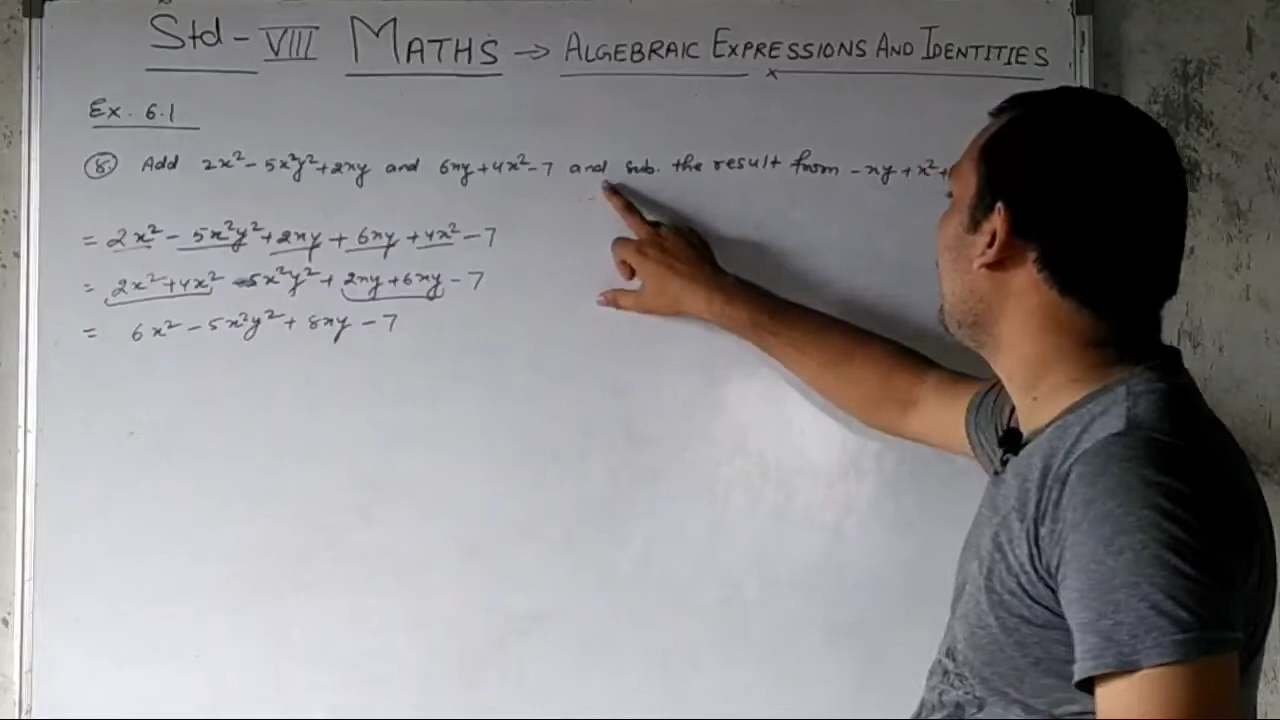 Std - VIII MATHS → ALGEBRAIC EXPRESSIONS AND IDENTITIES
Ex. 6.1
⑧ Add 2x² - 5x²y² + 2xy and 6xy + 4x² - 7 and sub. the result from - xy + x² +
= 2x² - 5x²y² + 2xy + 6xy + 4x² - 7
= 2x² + 4x² - 5x²y² + 2xy + 6xy - 7
= 6x² - 5x²y² + 8xy - 7